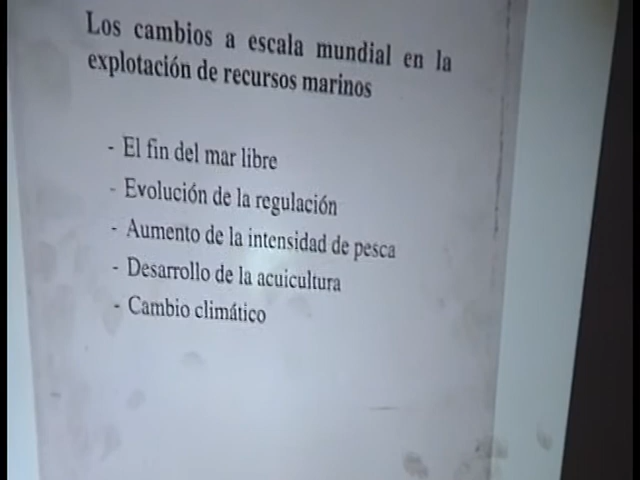 Los cambios a escala mundial en la
explotación de recursos marinos
- El fin del mar libre
- Evolución de la regulación
- Aumento de la intensidad de pesca
- Desarrollo de la acuicultura
- Cambio climático